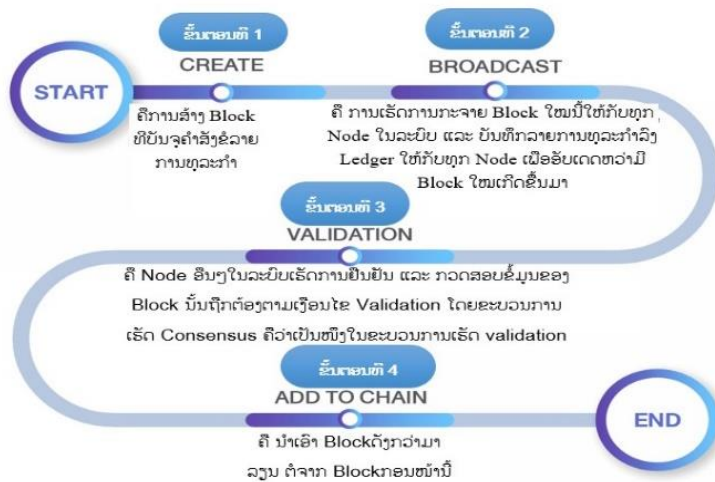 START
ຂັ້ນຕອນທີ 1
CREATE
ຄືການສ້າງ Block
ທີບັນຈຸຄຳສັ່ງຂໍລາຍ
ການທຸລະກຳ
ຂັ້ນຕອນທີ 2
BROADCAST
ຄື ການເຮັດການກະຈາຍ Block ໃໝ່ນີ້ໃຫ້ກັບທຸກ
Node ໃນລະບົບ ແລະ ບັນທຶກລາຍການທຸລະກຳລົງ
Ledger ໃຫ້ກັບທຸກ Node ເພືອອັບເດດຫວ່າມີ
Block ໃໝ່ເກີດຂື້ນມາ
ຂັ້ນຕອນທີ 3
VALIDATION
ຄື Node ອື່ນໆໃນລະບົບເຮັດການຢືນຢັນ ແລະ ກວດສອບຂໍ້ມູນຂອງ
Block ນັ້ນຖືກຕ້ອງຕາມເງື່ອນໄຂ Validation ໂດຍຂະບວນການ
ເຮັດ Consensus ຄືວ່າເປັນໜຶ່ງໃນຂະບວນການເຮັດ validation
ຂັ້ນຕອນທີ 4
ADD TO CHAIN
ຄື ນຳເອົາ Blockດັ່ງກ່າວມາ
ລຽນ ຕໍ່ຈາກ Blockກອນໜ້ານີ້
END